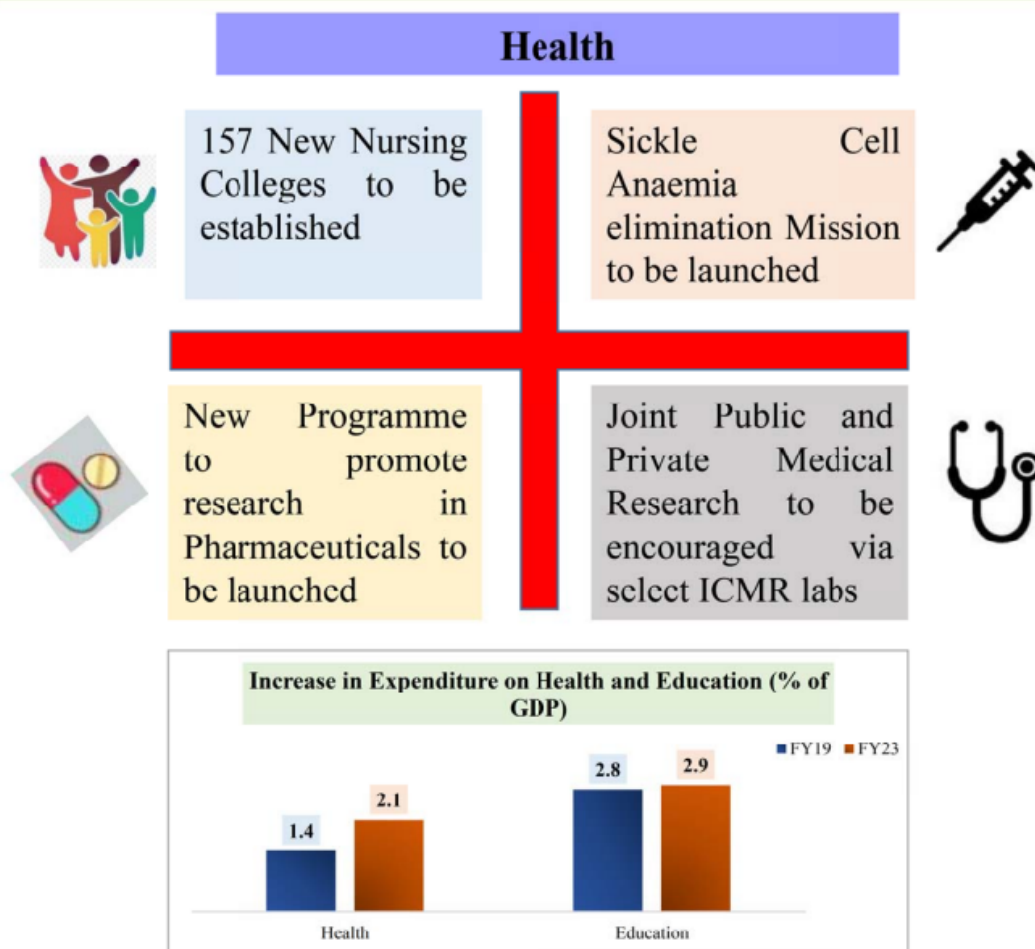 Health
157 New Nursing
Colleges to be
established
Sickle Cell
Anaemia
elimination Mission
to be launched
New Programme
to promote
research in
Pharmaceuticals to
be launched
Joint Public and
Private Medical
Research to be
encouraged via
select ICMR labs
Increase in Expenditure on Health and Education (% of
GDP)
FY19 FY23
1.4
2.1
2.8
2.9
Health
Education